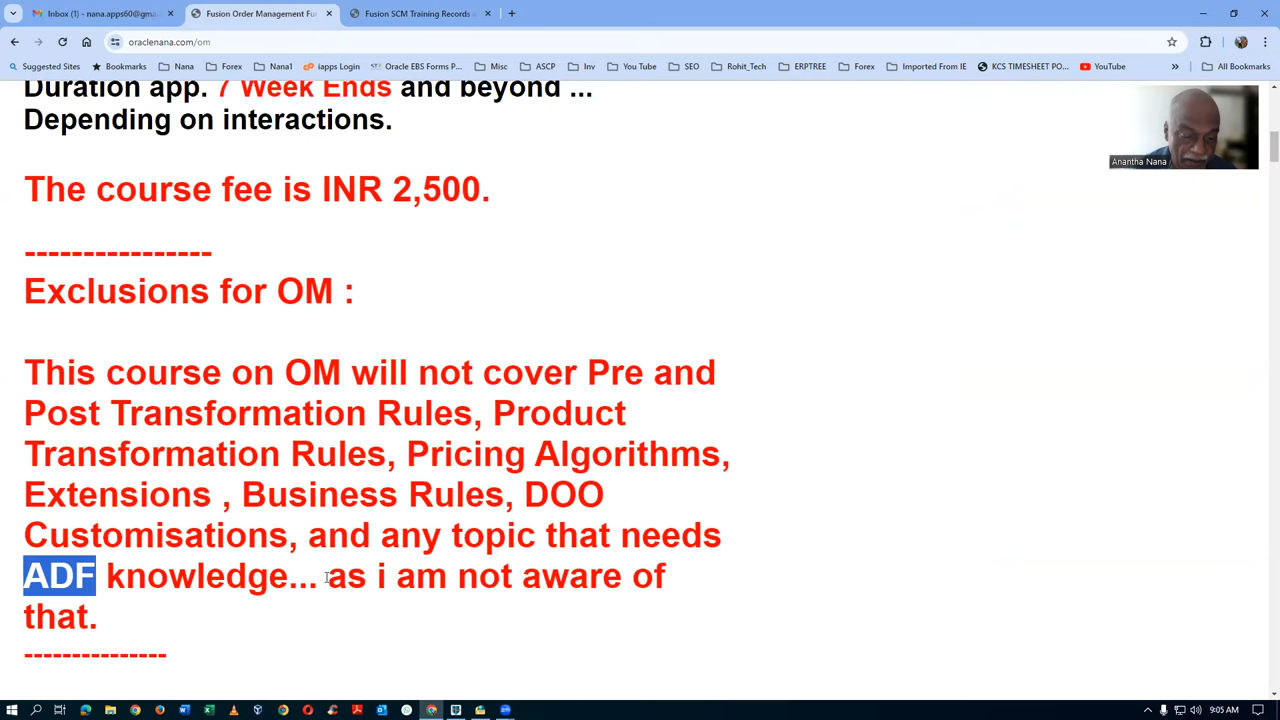 Inbox (1) - nana.apps60@gma
Fusion Order Management Fu
Fusion SCM Training Records a
oraclenana.com/om
Suggested Sites
Bookmarks
Nana
Forex
Nana1
iapps Login
Oracle EBS Forms P...
Misc
ASCP
Inv
You Tube
SEO
Rohit_Tech
ERPTREE
Forex
Imported From IE
KCS TIMESHEET PO...
YouTube
All Bookmarks
Duration app. 7 Week Ends and beyond ...
Depending on interactions.
The course fee is INR 2,500.
----------------
Exclusions for OM :
This course on OM will not cover Pre and
Post Transformation Rules, Product
Transformation Rules, Pricing Algorithms,
Extensions , Business Rules, DOO
Customisations, and any topic that needs
ADF knowledge... as i am not aware of
that.
---------------
Anantha Nana
9:05 AM